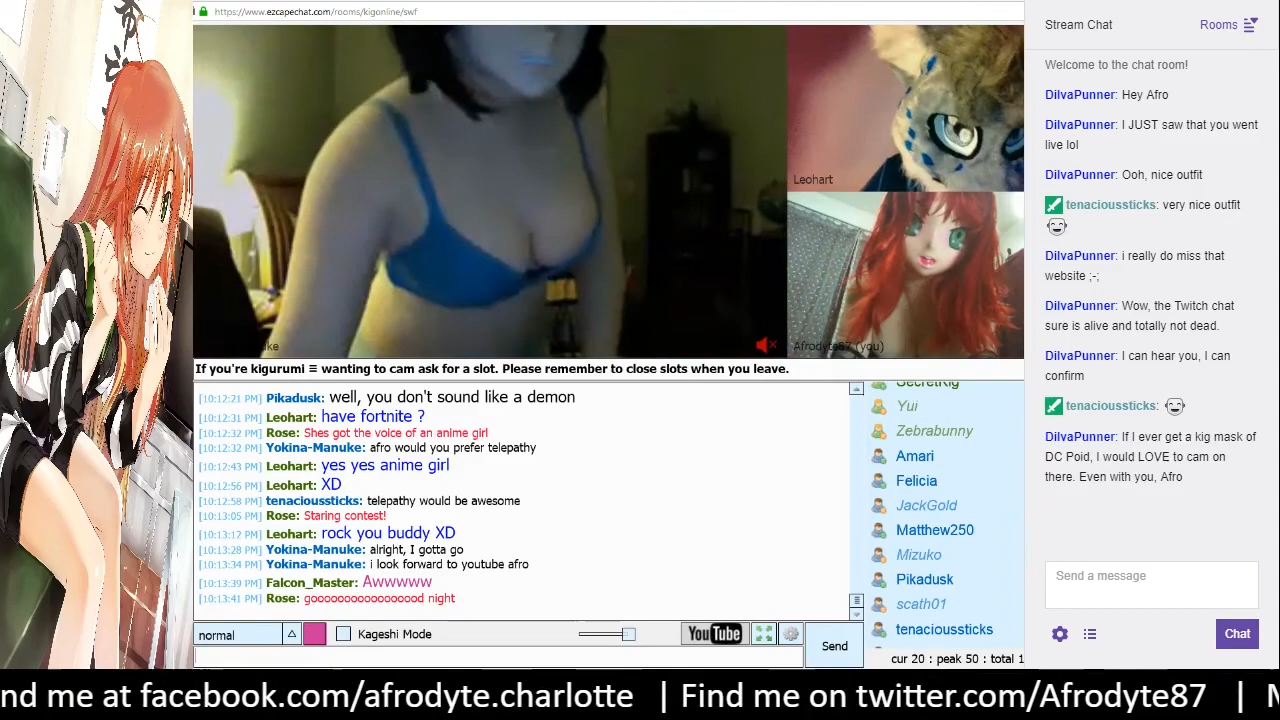 https://www.ezcapechat.com/rooms/kigonline/swf
Leohart
Afrodyte87 (you)
If you're kigurumi ≡ wanting to cam ask for a slot. Please remember to close slots when you leave.
[10:12:21 PM] Pikadusk: well, you don't sound like a demon
[10:12:31 PM] Leohart: have fortnite ?
[10:12:32 PM] Rose: Shes got the voice of an anime girl
[10:12:32 PM] Yokina-Manuke: afro would you prefer telepathy
[10:12:43 PM] Leohart: yes yes anime girl
[10:12:56 PM] Leohart: XD
[10:12:58 PM] tenacioussticks: telepathy would be awesome
[10:13:05 PM] Rose: Staring contest!
[10:13:12 PM] Leohart: rock you buddy XD
[10:13:28 PM] Yokina-Manuke: alright, I gotta go
[10:13:34 PM] Yokina-Manuke: i look forward to youtube afro
[10:13:39 PM] Falcon_Master: Awwwww
[10:13:41 PM] Rose: gooooooooooooooood night
normal
Kageshi Mode
YouTube
Send
SecretKig
Yui
Zebrabunny
Amari
Felicia
JackGold
Matthew250
Mizuko
Pikadusk
scath01
tenacioussticks
cur 20 : peak 50 : total 1
Stream Chat
Rooms
Welcome to the chat room!
DilvaPunner: Hey Afro
DilvaPunner: I JUST saw that you went
live lol
DilvaPunner: Ooh, nice outfit
tenacioussticks: very nice outfit
DilvaPunner: i really do miss that
website ;-;
DilvaPunner: Wow, the Twitch chat
sure is alive and totally not dead.
DilvaPunner: I can hear you, I can
confirm
tenacioussticks:
DilvaPunner: If I ever get a kig mask of
DC Poid, I would LOVE to cam on
there. Even with you, Afro
Send a message
Chat
nd me at facebook.com/afrodyte.charlotte | Find me on twitter.com/Afrodyte87 |